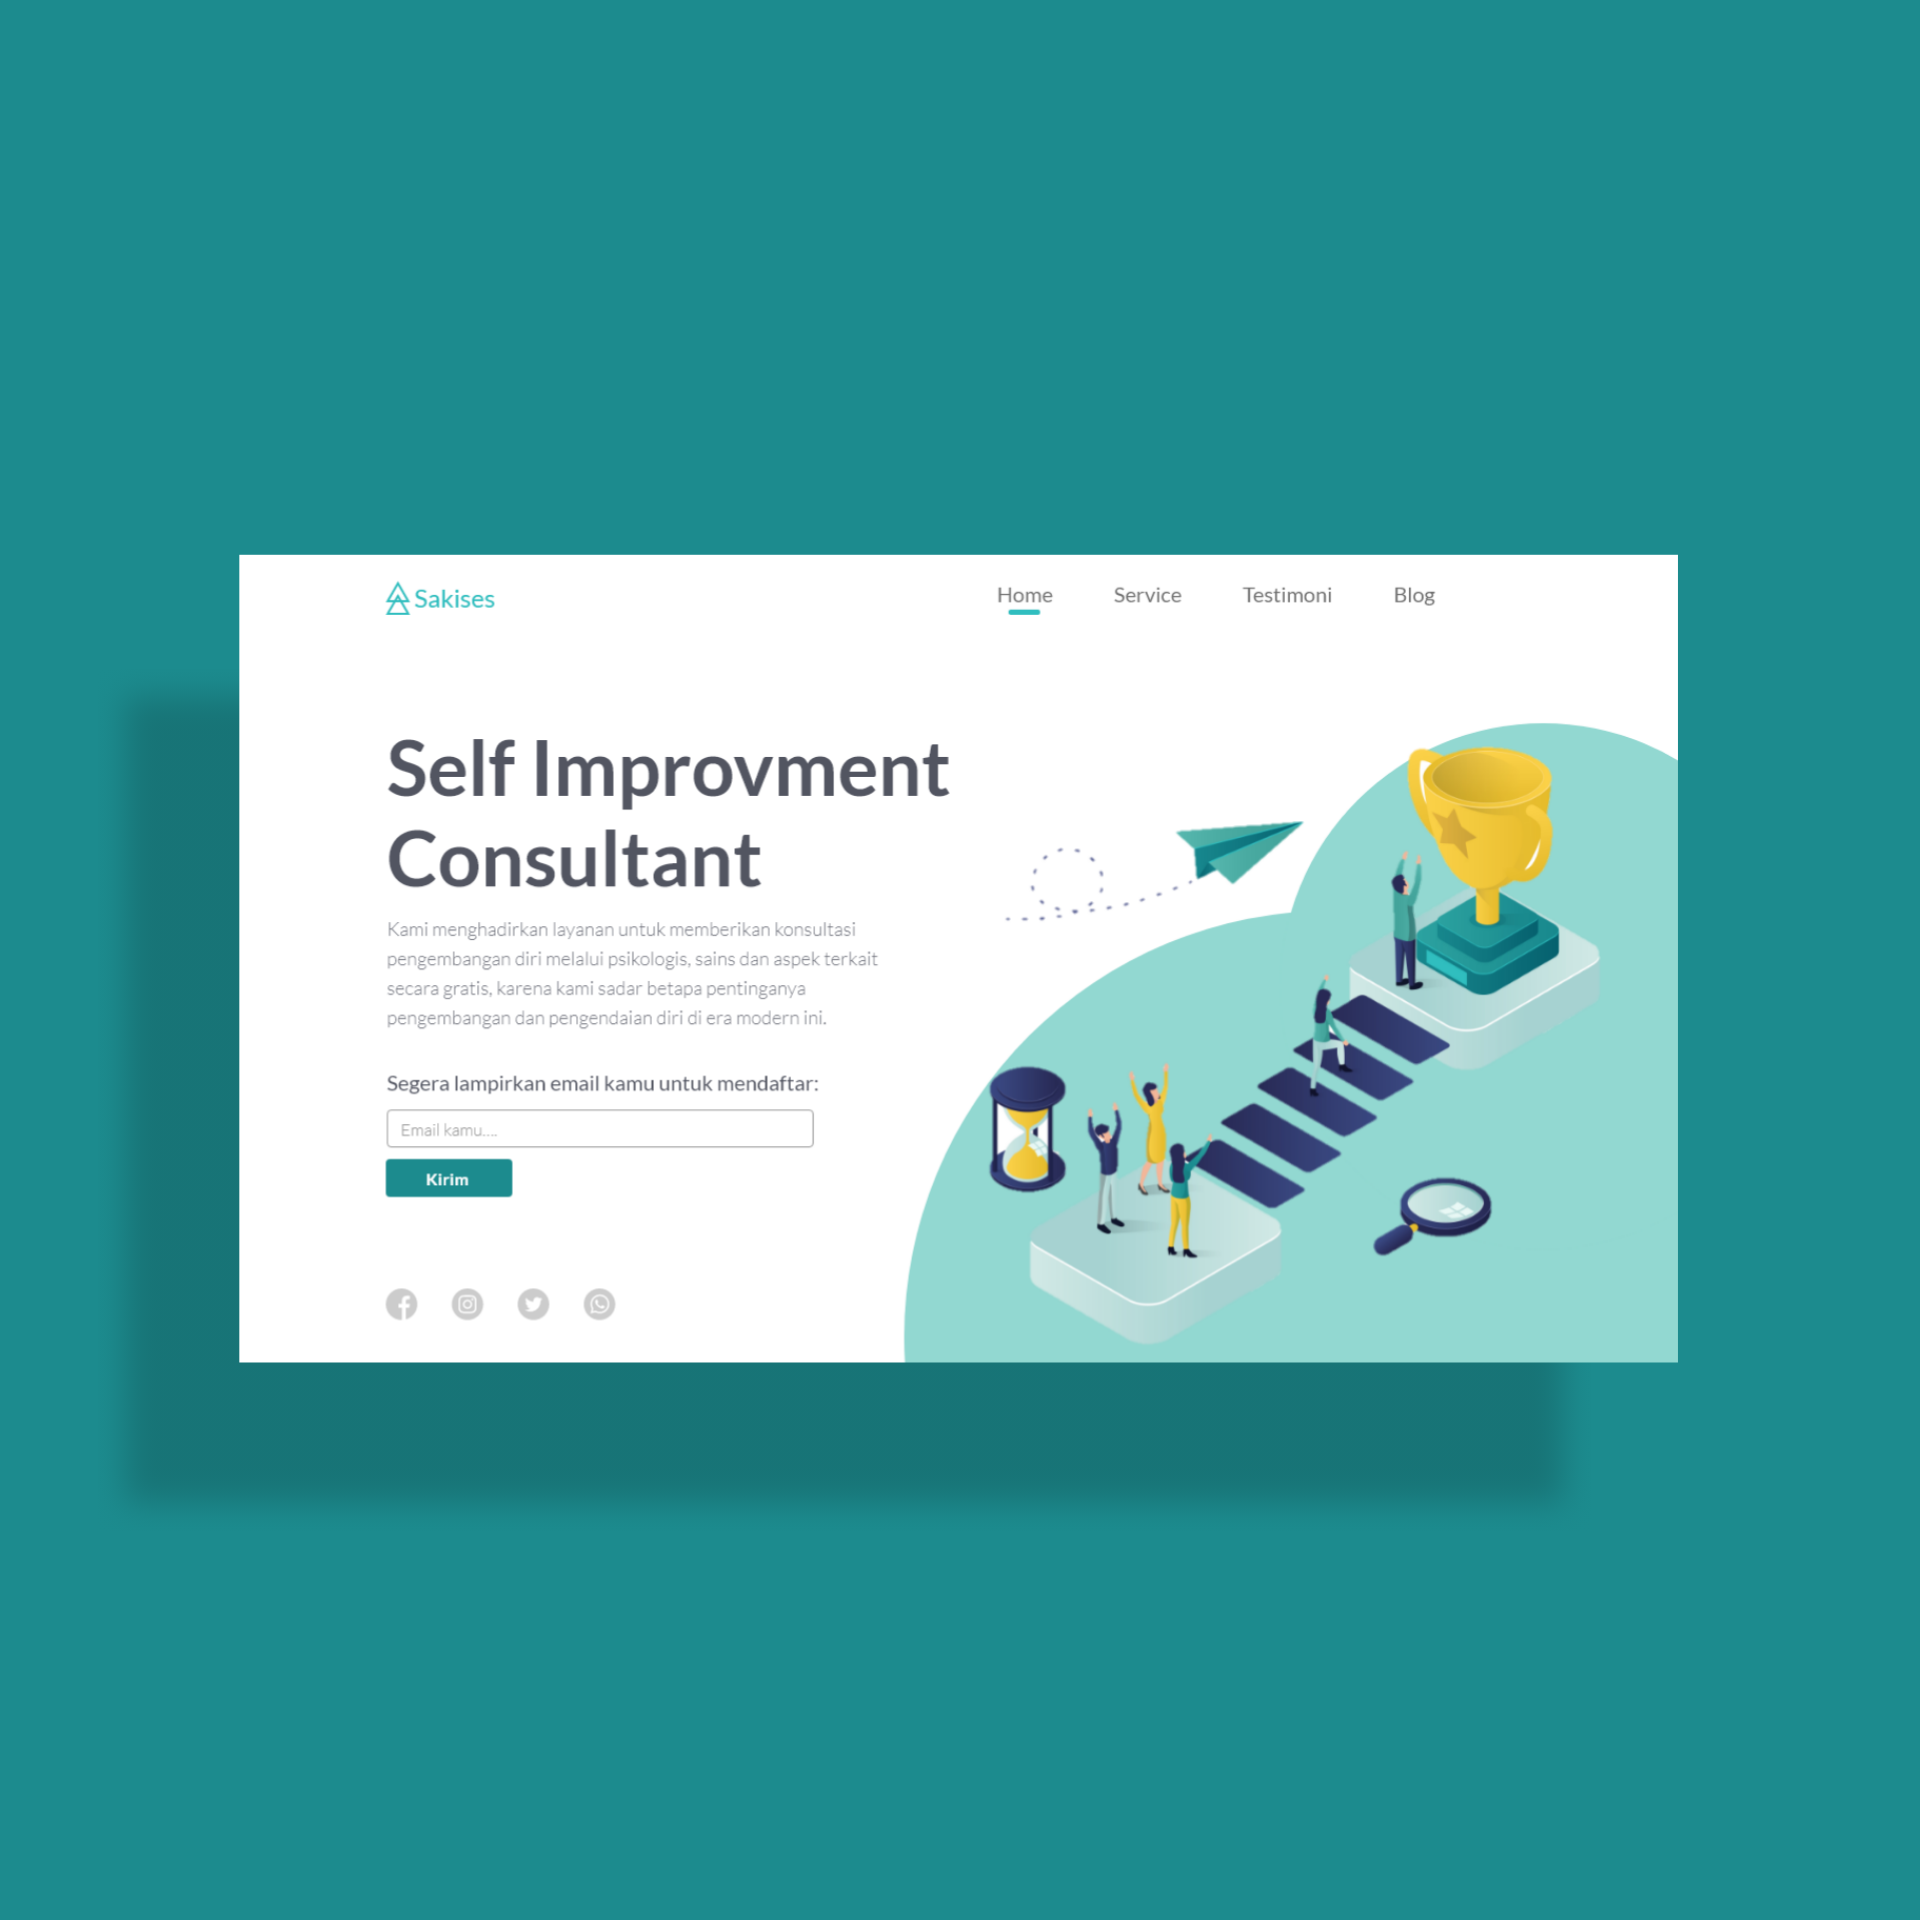 Sakises
Home Service Testimoni Blog
Self Improvment
Consultant
Kami menghadirkan layanan untuk memberikan konsultasi
pengembangan diri melalui psikologis, sains dan aspek terkait
secara gratis, karena kami sadar betapa pentinganya
pengembangan dan pengendaian diri di era modern ini.
Segera lampirkan email kamu untuk mendaftar:
Email kamu....
Kirim